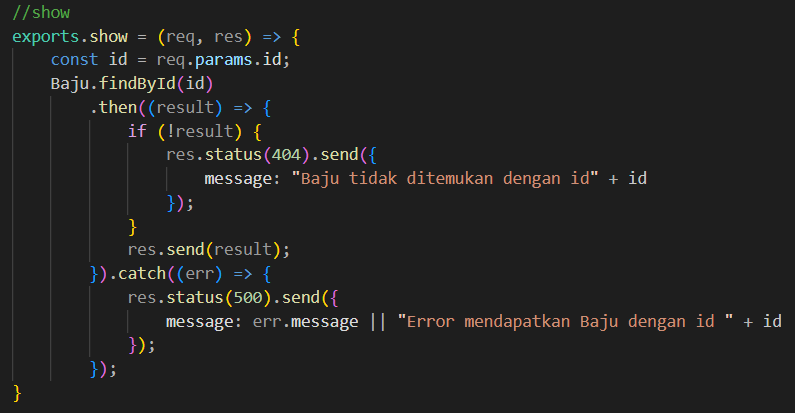 //show
exports.show = (req, res) => {
    const id = req.params.id;
    Baju.findById(id)
        .then((result) => {
            if (!result) {
                res.status(404).send({
                    message: "Baju tidak ditemukan dengan id" + id
                });
            }
            res.send(result);
        }).catch((err) => {
            res.status(500).send({
                message: err.message || "Error mendapatkan Baju dengan id " + id
            });
        });
}